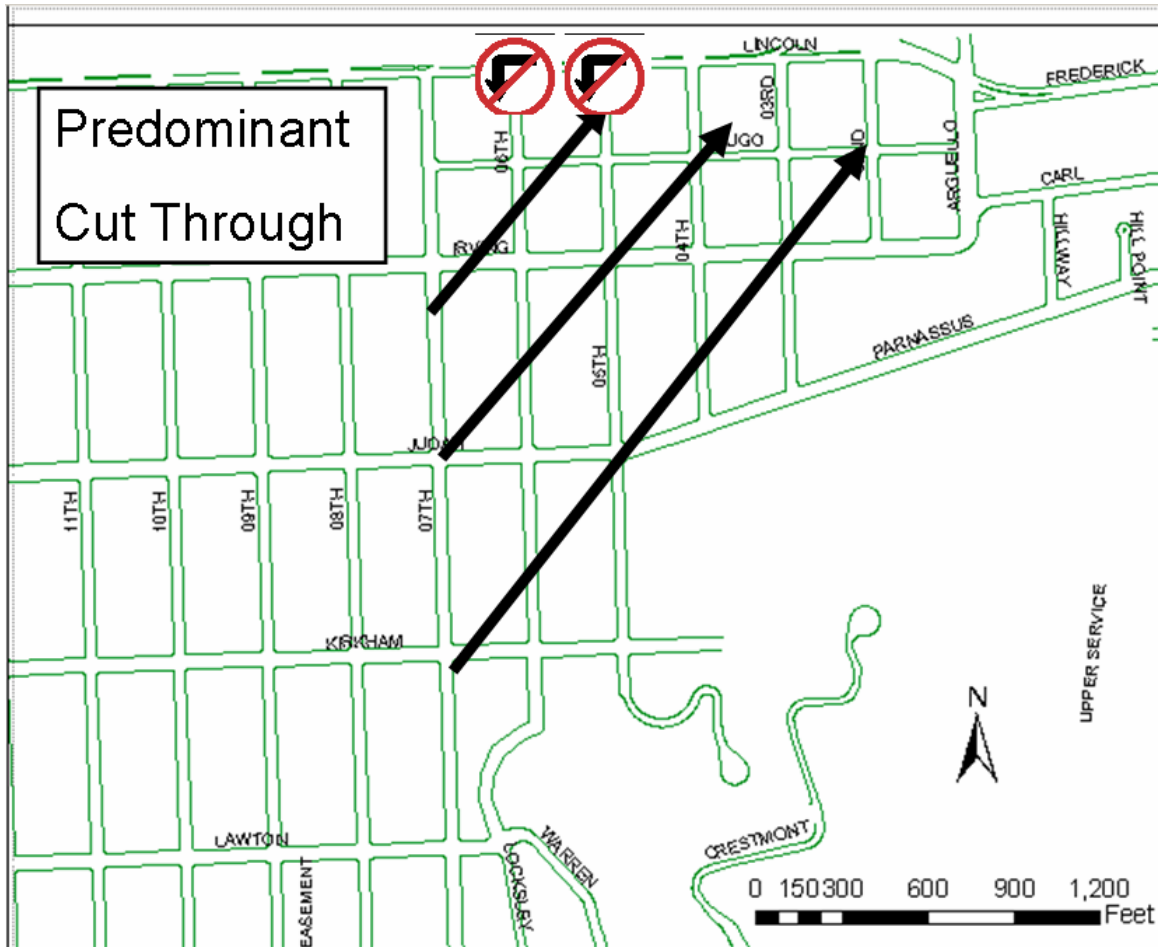 LINCOLN
FREDERICK
Predominant
Cut Through
03RD
06TH
UGO
ND
ARGUELLO
CARL
HILLWAY
HILL POINT
04TH
IRVING
PARNASSUS
05TH
JUDAH
11TH
10TH
09TH
08TH
07TH
KIRKHAM
UPPER SERVICE
N
LAWTON
WARREN
CRESTMONT
LOCKSLEY
EASEMENT
0 150 300 600 900 1,200
Feet